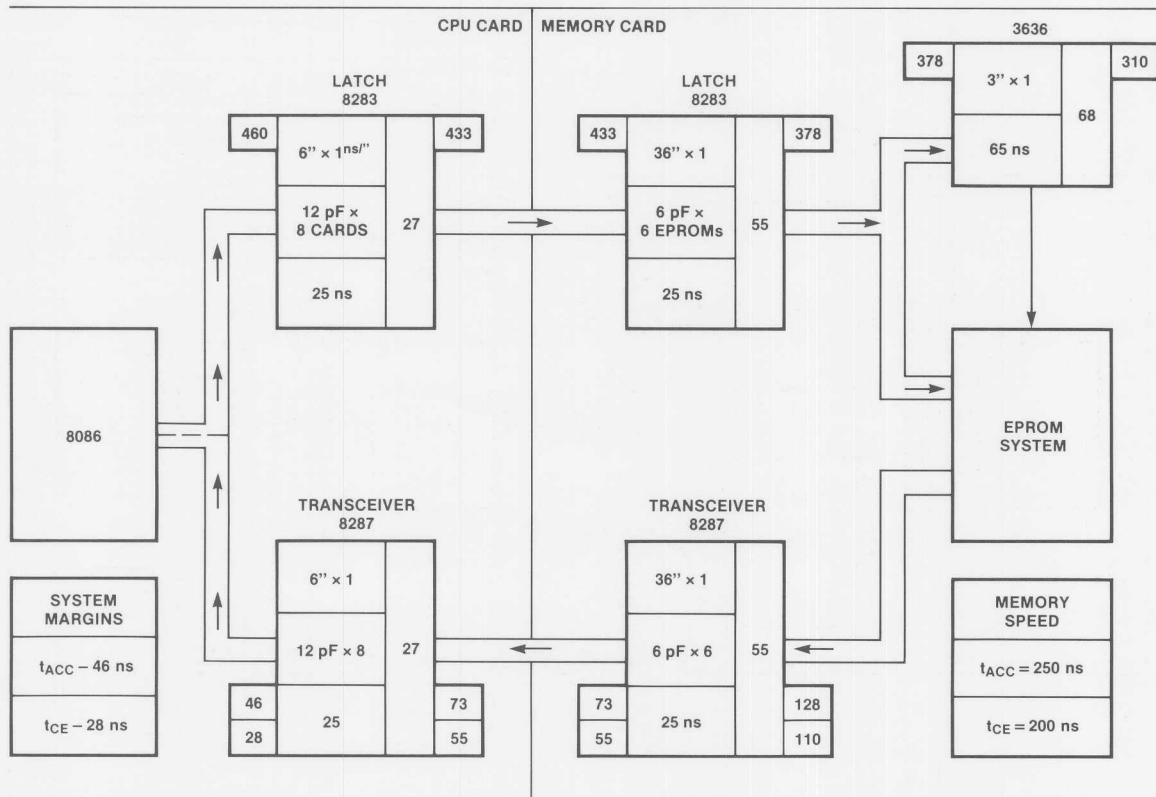 CPU CARD
MEMORY CARD
3636
378
3" × 1
68
310
65 ns
LATCH
8283
460
6" × 1 ns/"
433
12 pF ×
8 CARDS
27
25 ns
LATCH
8283
433
36" × 1
378
6 pF ×
6 EPROMs
55
25 ns
8086
EPROM
SYSTEM
TRANSCEIVER
8287
6" × 1
12 pF × 8
27
46
25
73
28
55
TRANSCEIVER
8287
36" × 1
6 pF × 6
55
73
25 ns
128
55
110
SYSTEM
MARGINS
tACC – 46 ns
tCE – 28 ns
MEMORY
SPEED
tACC = 250 ns
tCE = 200 ns